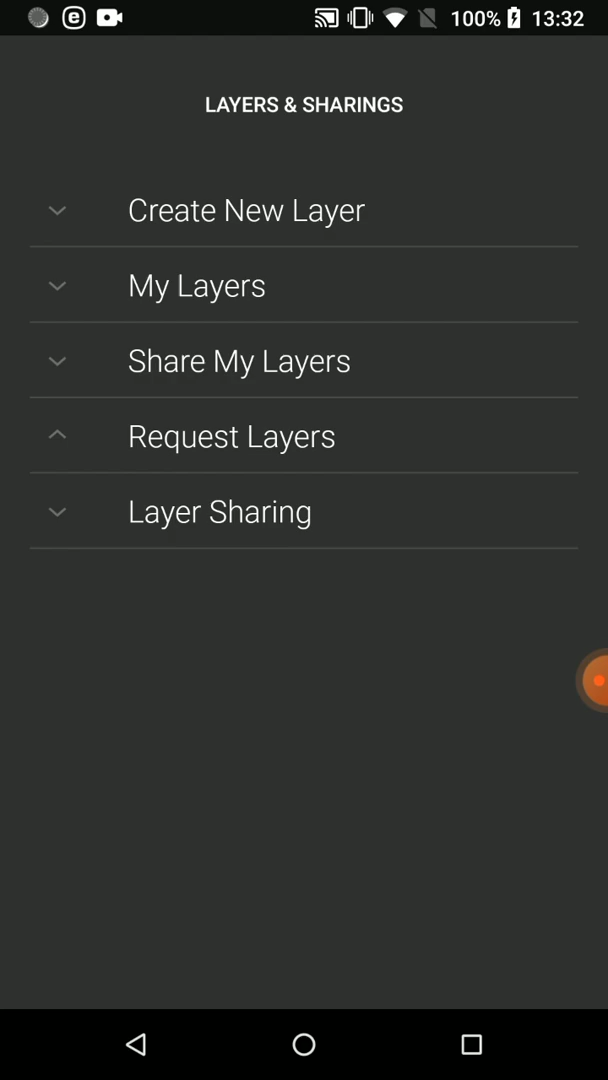 100% 13:32
LAYERS & SHARINGS
Create New Layer
My Layers
Share My Layers
Request Layers
Layer Sharing